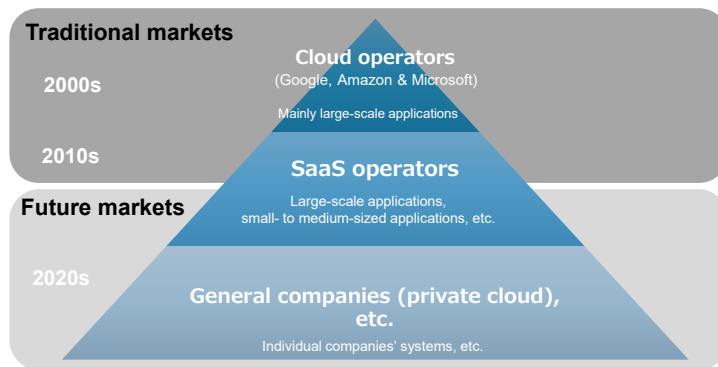 Traditional markets
Cloud operators
(Google, Amazon & Microsoft)
2000s
Mainly large-scale applications
2010s
SaaS operators
Large-scale applications,
small- to medium-sized applications, etc.
Future markets
2020s
General companies (private cloud),
etc.
Individual companies' systems, etc.